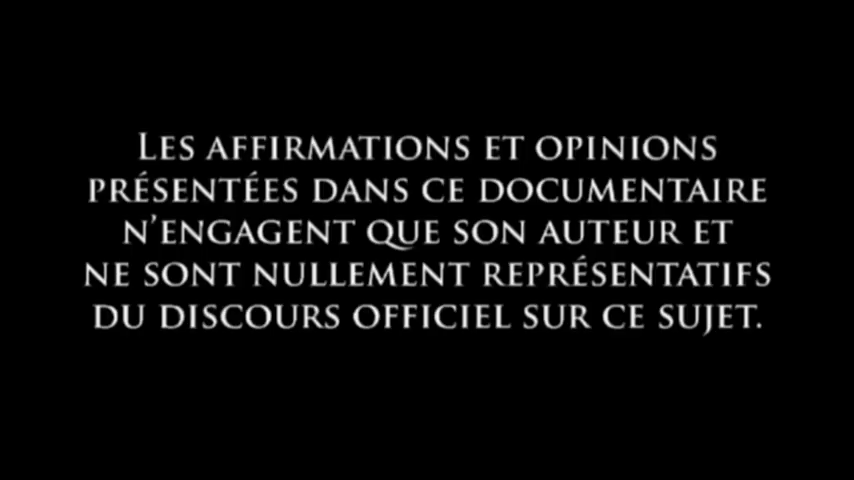 Les affirmations et opinions
présentées dans ce documentaire
n'engagent que son auteur et
ne sont nullement représentatifs
du discours officiel sur ce sujet.